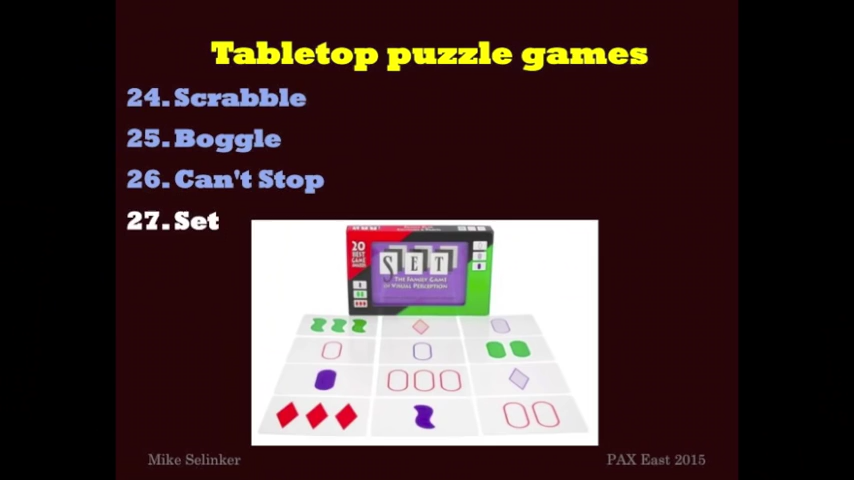 Tabletop puzzle games
24. Scrabble
25. Boggle
26. Can't Stop
27. Set
20
BEST
GAME
SET
THE FAMILY GAME
OF VISUAL PERCEPTION
Mike Selinker
PAX East 2015